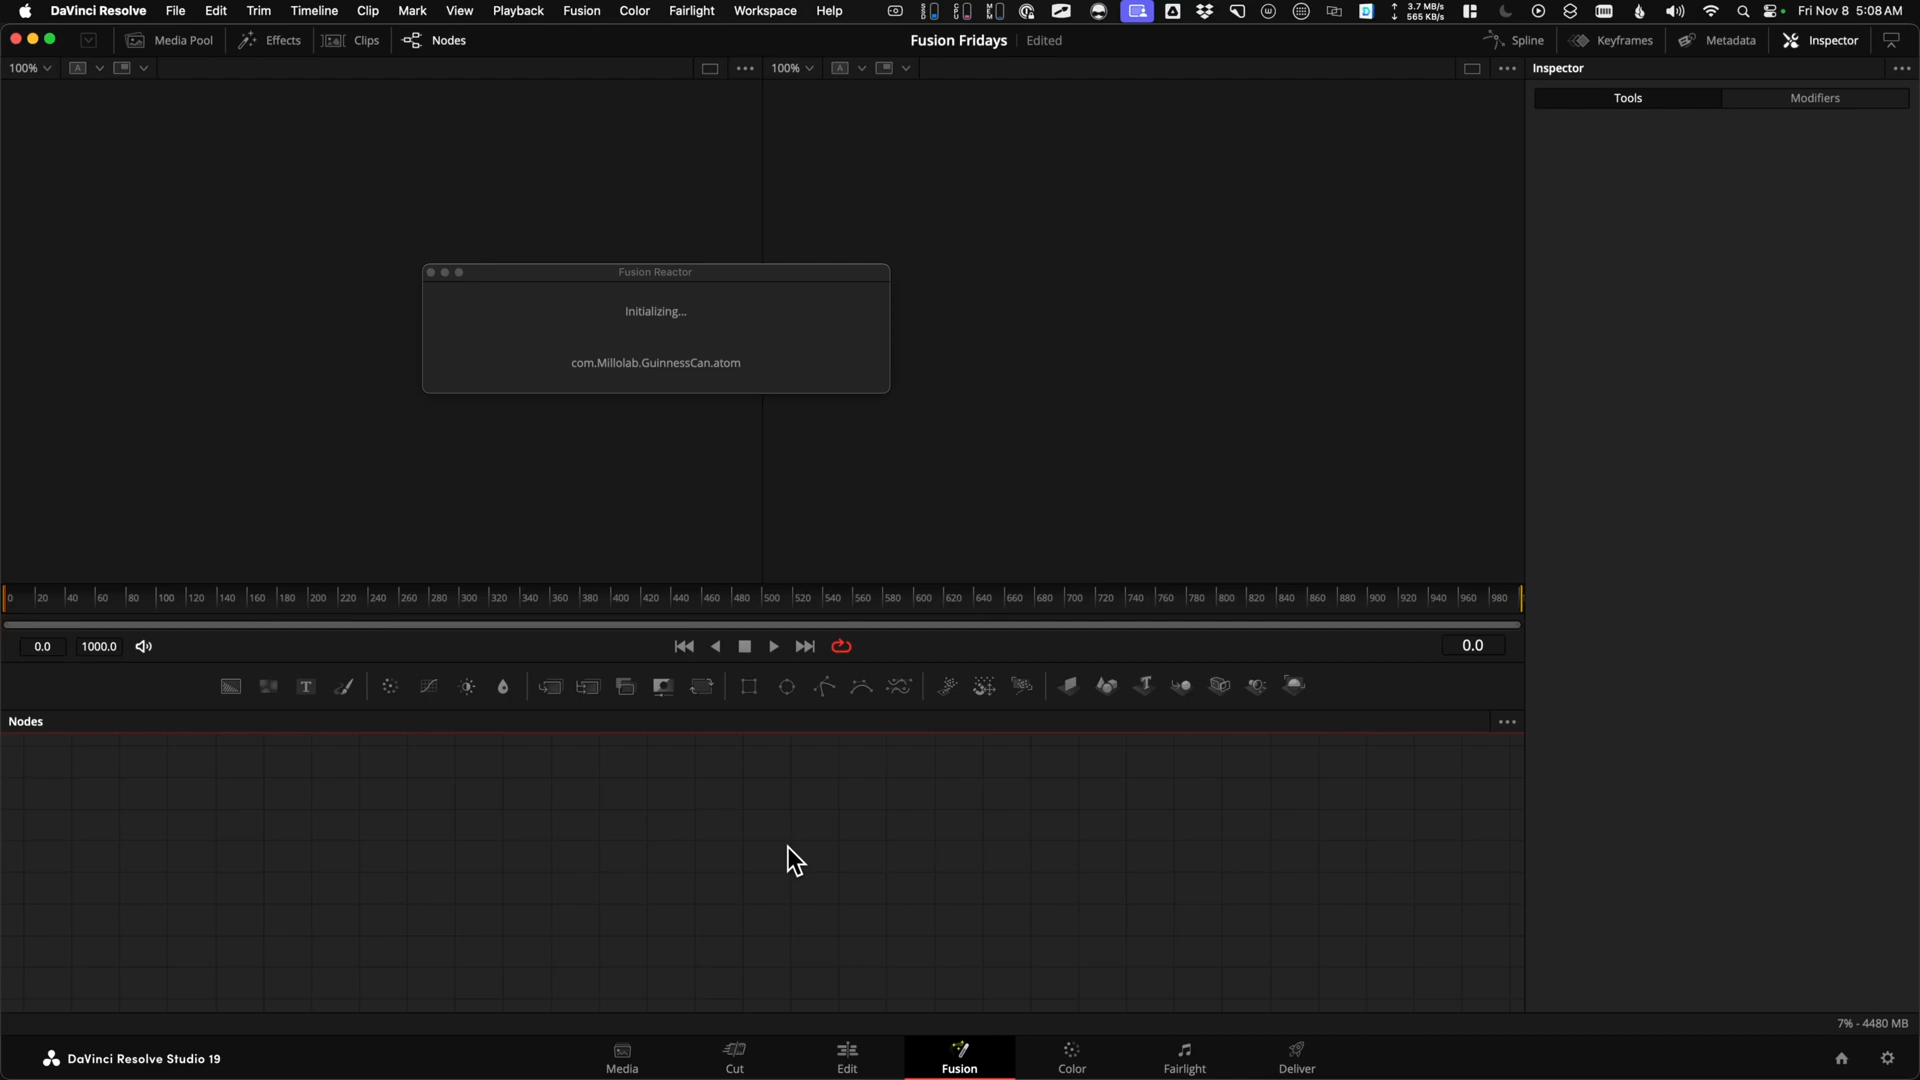 DaVinci Resolve File Edit Trim Timeline Clip Mark View Playback Fusion Color Fairlight Workspace Help 3.7 MB/s 565 KB/s Fri Nov 8 5:08 AM
Media Pool Effects Clips Nodes Fusion Fridays Edited Spline Keyframes Metadata Inspector
100% A 100% A Inspector
Tools Modifiers
Fusion Reactor
Initializing...
com.Millolab.GuinnessCan.atom
0 20 40 60 80 100 120 140 160 180 200 220 240 260 280 300 320 340 360 380 400 420 440 460 480 500 520 540 560 580 600 620 640 660 680 700 720 740 760 780 800 820 840 860 880 900 920 940 960 980
0.0 1000.0 0.0
Nodes
7% - 4480 MB
DaVinci Resolve Studio 19 Media Cut Edit Fusion Color Fairlight Deliver